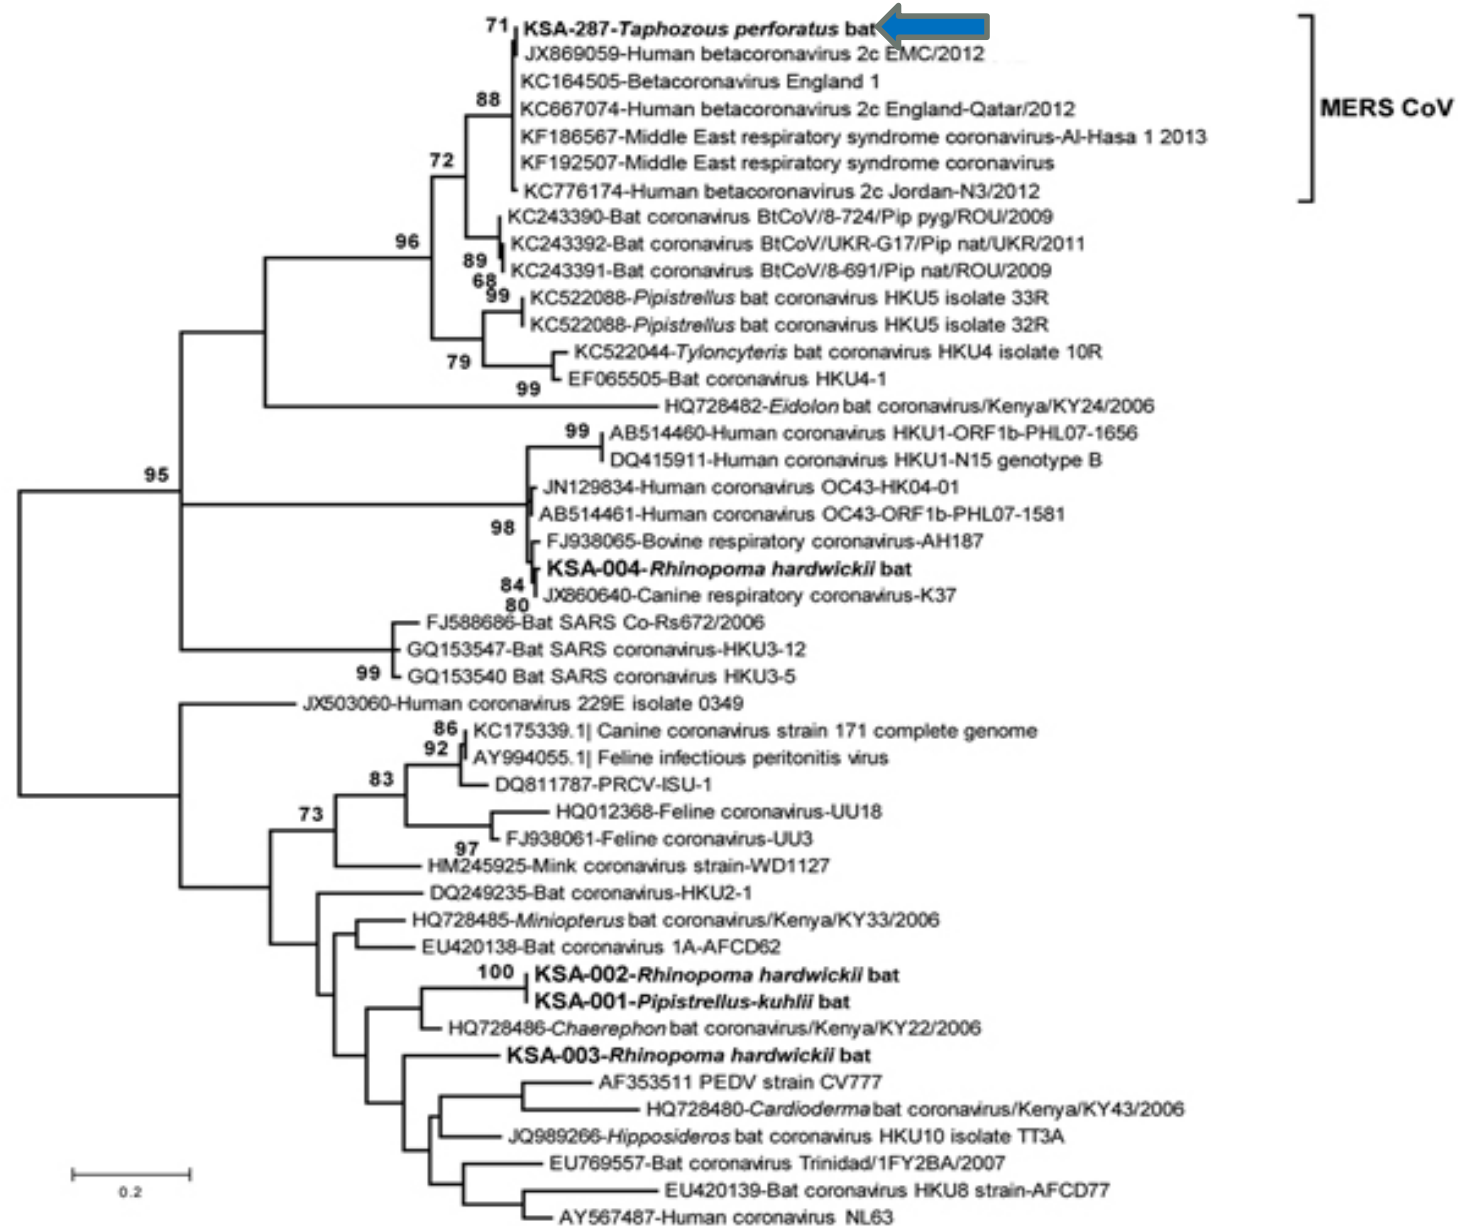 71 KSA-287-Taphozous perforatus bat
JX869059-Human betacoronavirus 2c EMC/2012
KC164505-Betacoronavirus England 1
88
KC667074-Human betacoronavirus 2c England-Qatar/2012
MERS CoV
KF186567-Middle East respiratory syndrome coronavirus-Al-Hasa 1 2013
72 KF192507-Middle East respiratory syndrome coronavirus
KC776174-Human betacoronavirus 2c Jordan-N3/2012
KC243390-Bat coronavirus BtCoV/8-724/Pip pyg/ROU/2009
96 KC243392-Bat coronavirus BtCoV/UKR-G17/Pip nat/UKR/2011
89
KC243391-Bat coronavirus BtCoV/8-691/Pip nat/ROU/2009
68
99 KC522088-Pipistrellus bat coronavirus HKU5 isolate 33R
KC522088-Pipistrellus bat coronavirus HKU5 isolate 32R
KC522044-Tyloncyteris bat coronavirus HKU4 isolate 10R
79
EF065505-Bat coronavirus HKU4-1
99
HQ728482-Eidolon bat coronavirus/Kenya/KY24/2006
99 AB514460-Human coronavirus HKU1-ORF1b-PHL07-1656
DQ415911-Human coronavirus HKU1-N15 genotype B
95
JN129834-Human coronavirus OC43-HK04-01
AB514461-Human coronavirus OC43-ORF1b-PHL07-1581
98
FJ938065-Bovine respiratory coronavirus-AH187
KSA-004-Rhinopoma hardwickii bat
84
JX860640-Canine respiratory coronavirus-K37
80
FJ588686-Bat SARS Co-Rs672/2006
GQ153547-Bat SARS coronavirus-HKU3-12
99 GQ153540 Bat SARS coronavirus HKU3-5
JX503060-Human coronavirus 229E isolate 0349
86 KC175339.1| Canine coronavirus strain 171 complete genome
92
AY994055.1| Feline infectious peritonitis virus
83
DQ811787-PRCV-ISU-1
73 HQ012368-Feline coronavirus-UU18
FJ938061-Feline coronavirus-UU3
97
HM245925-Mink coronavirus strain-WD1127
DQ249235-Bat coronavirus-HKU2-1
HQ728485-Miniopterus bat coronavirus/Kenya/KY33/2006
EU420138-Bat coronavirus 1A-AFCD62
100 KSA-002-Rhinopoma hardwickii bat
KSA-001-Pipistrellus-kuhlii bat
HQ728486-Chaerephon bat coronavirus/Kenya/KY22/2006
KSA-003-Rhinopoma hardwickii bat
AF353511 PEDV strain CV777
HQ728480-Cardioderma bat coronavirus/Kenya/KY43/2006
JQ989266-Hipposideros bat coronavirus HKU10 isolate TT3A
EU769557-Bat coronavirus Trinidad/1FY2BA/2007
EU420139-Bat coronavirus HKU8 strain-AFCD77
0.2
AY567487-Human coronavirus NL63